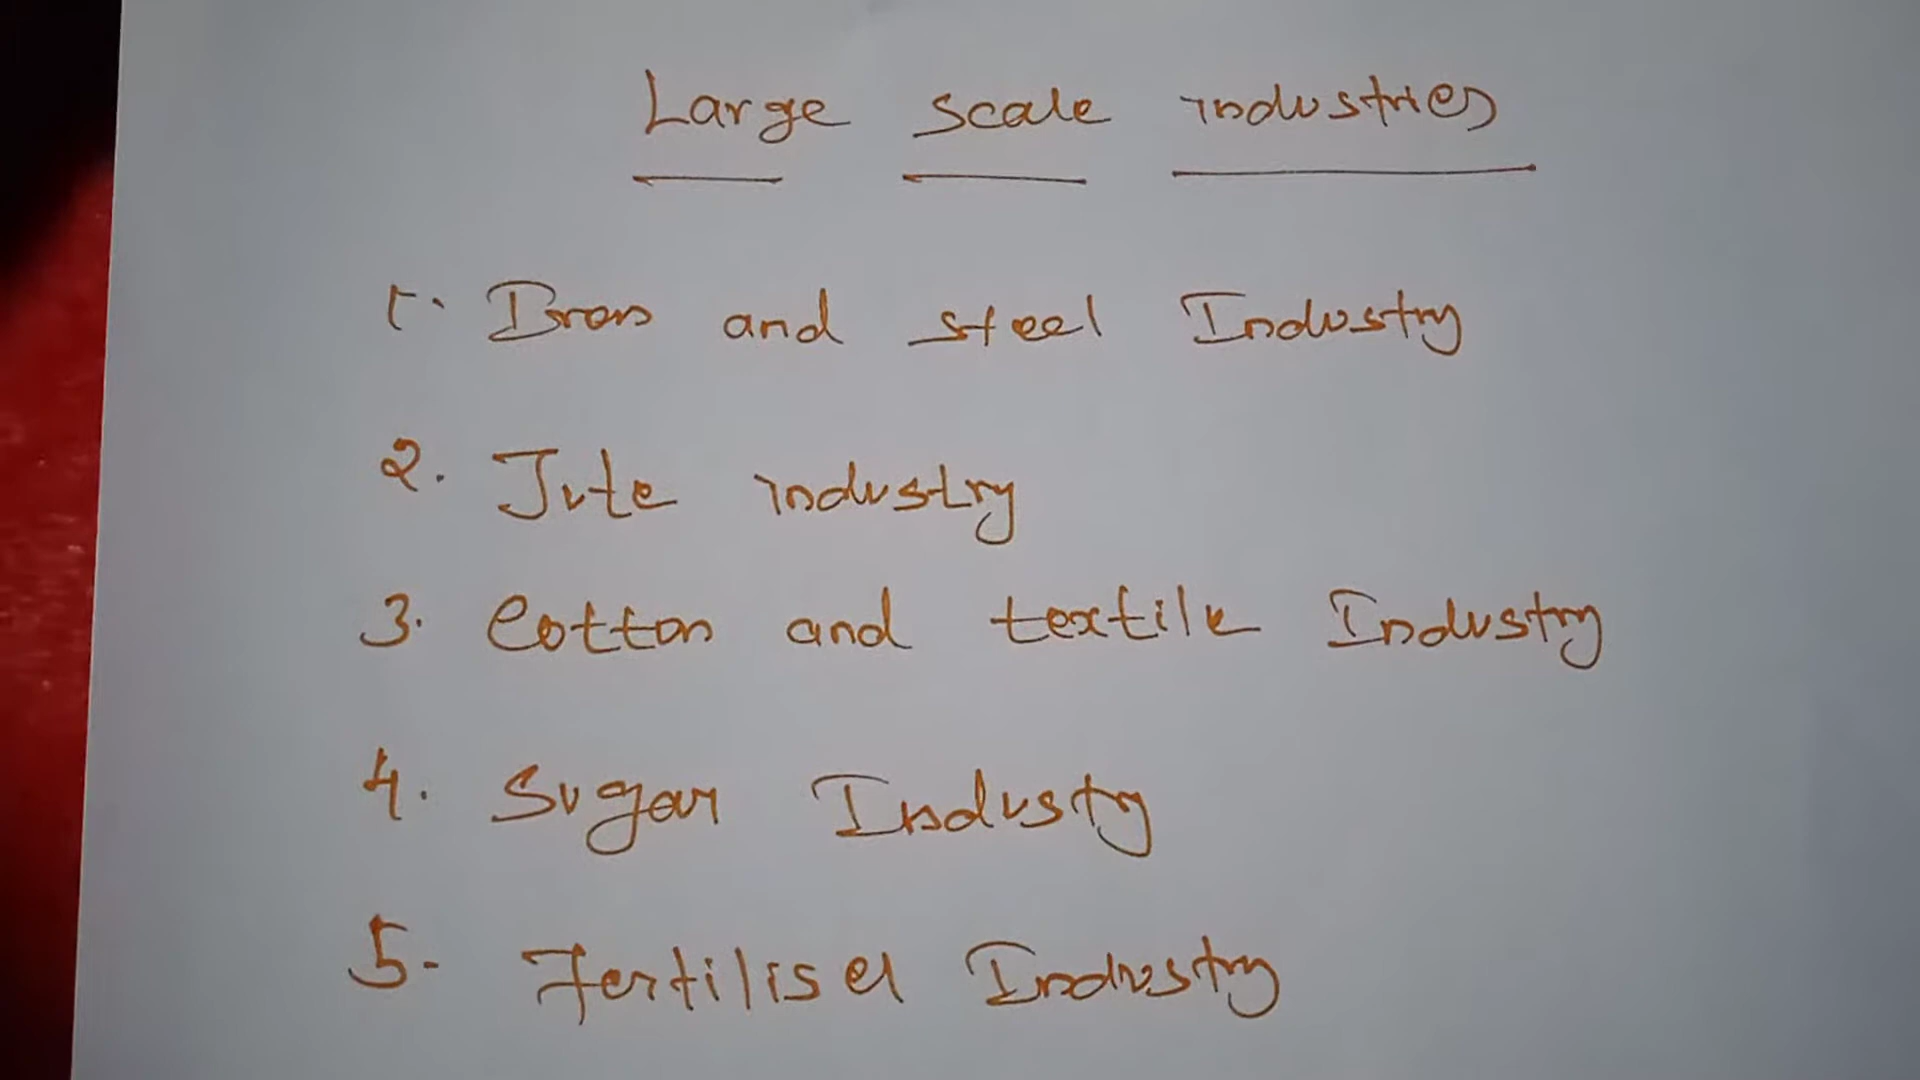 Large scale industries
1. Iron and steel Industry
2. Jute industry
3. Cotton and textile Industry
4. Sugar Industry
5. Fertiliser Industry